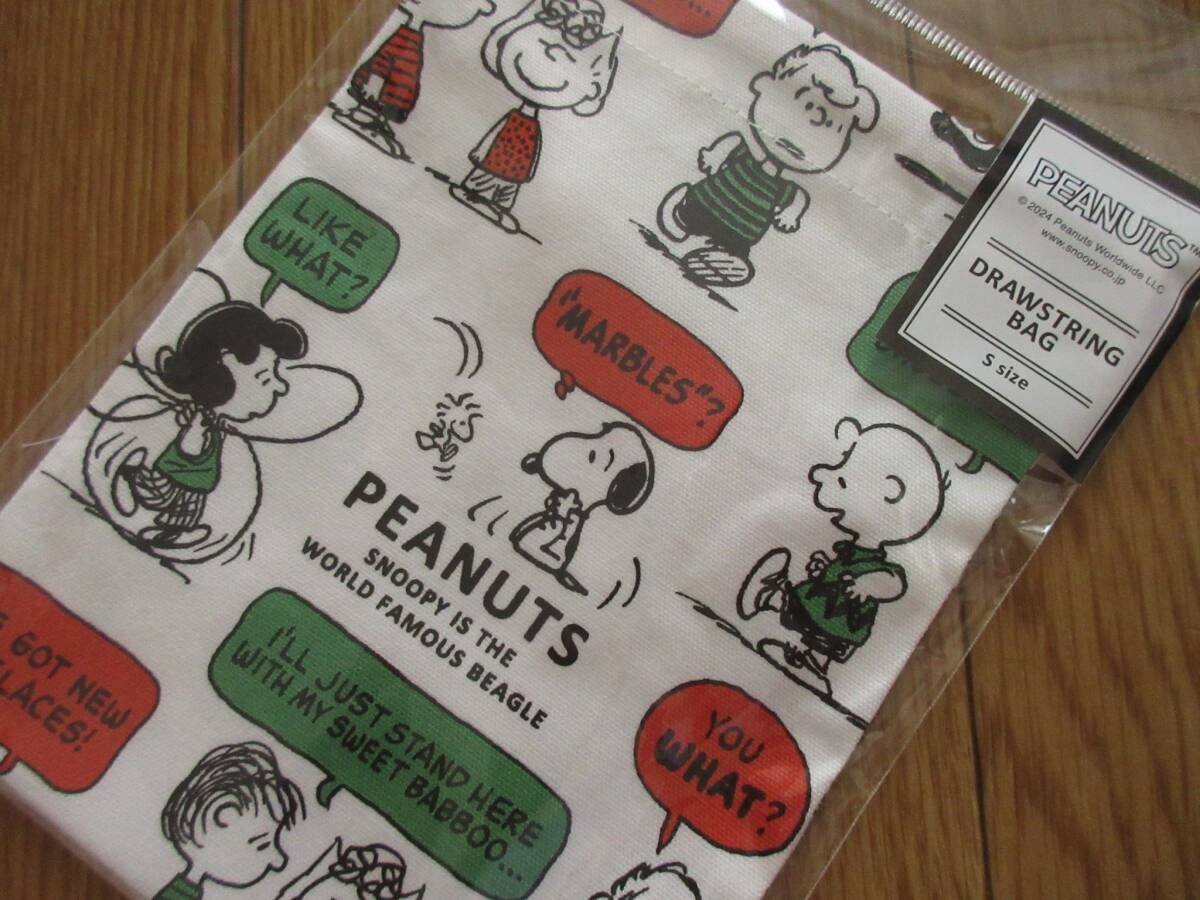 LIKE
WHAT?
"MARBLES"?
PEANUTS™
© 2024 Peanuts Worldwide LLC
www.snoopy.co.jp
DRAWSTRING
BAG
S size
PEANUTS
SNOOPY IS THE
WORLD FAMOUS BEAGLE
GOT NEW
LACES!
I'LL JUST STAND HERE
WITH MY SWEET BABBOO...
YOU
WHAT?